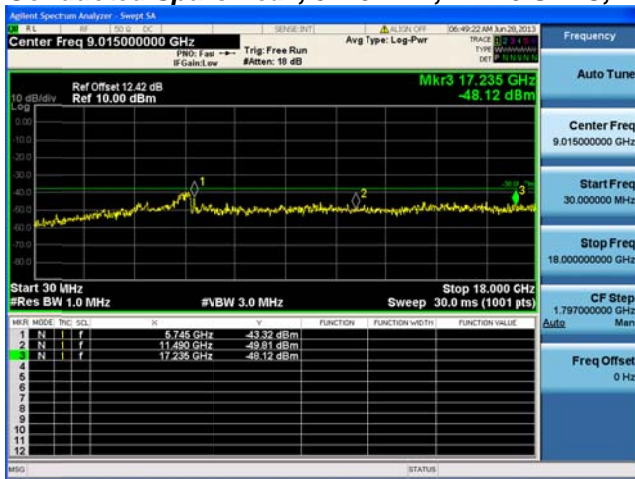 Agilent Spectrum Analyzer - Swept SA
RL RF 50 Ω DC SENSE:INT ALIGN OFF 06:49:22 AM Jun 28, 2013
Center Freq 9.015000000 GHz
PNO: Fast
IFGain:Low
Trig: Free Run
#Atten: 18 dB
Avg Type: Log-Pwr
TRACE 1 2 3 4 5 6
TYPE
DET P N N N N N
Mkr3 17.235 GHz
-48.12 dBm
Ref Offset 12.42 dB
10 dB/div Ref 10.00 dBm
Log
0.00
-10.0
-20.0
-30.0
-40.0
-50.0
-60.0
-70.0
-80.0
1
2
3
Start 30 MHz Stop 18.000 GHz
#Res BW 1.0 MHz #VBW 3.0 MHz Sweep 30.0 ms (1001 pts)
MKR MODE TRC SCL X Y FUNCTION FUNCTION WIDTH FUNCTION VALUE
1 N 1 f 5.745 GHz -43.32 dBm
2 N 1 f 11.490 GHz -49.81 dBm
3 N 1 f 17.235 GHz -48.12 dBm
4
5
6
7
8
9
10
11
12
MSG STATUS
Frequency
Auto Tune
Center Freq
9.015000000 GHz
Start Freq
30.000000 MHz
Stop Freq
18.000000000 GHz
CF Step
1.797000000 GHz
Auto Man
Freq Offset
0 Hz